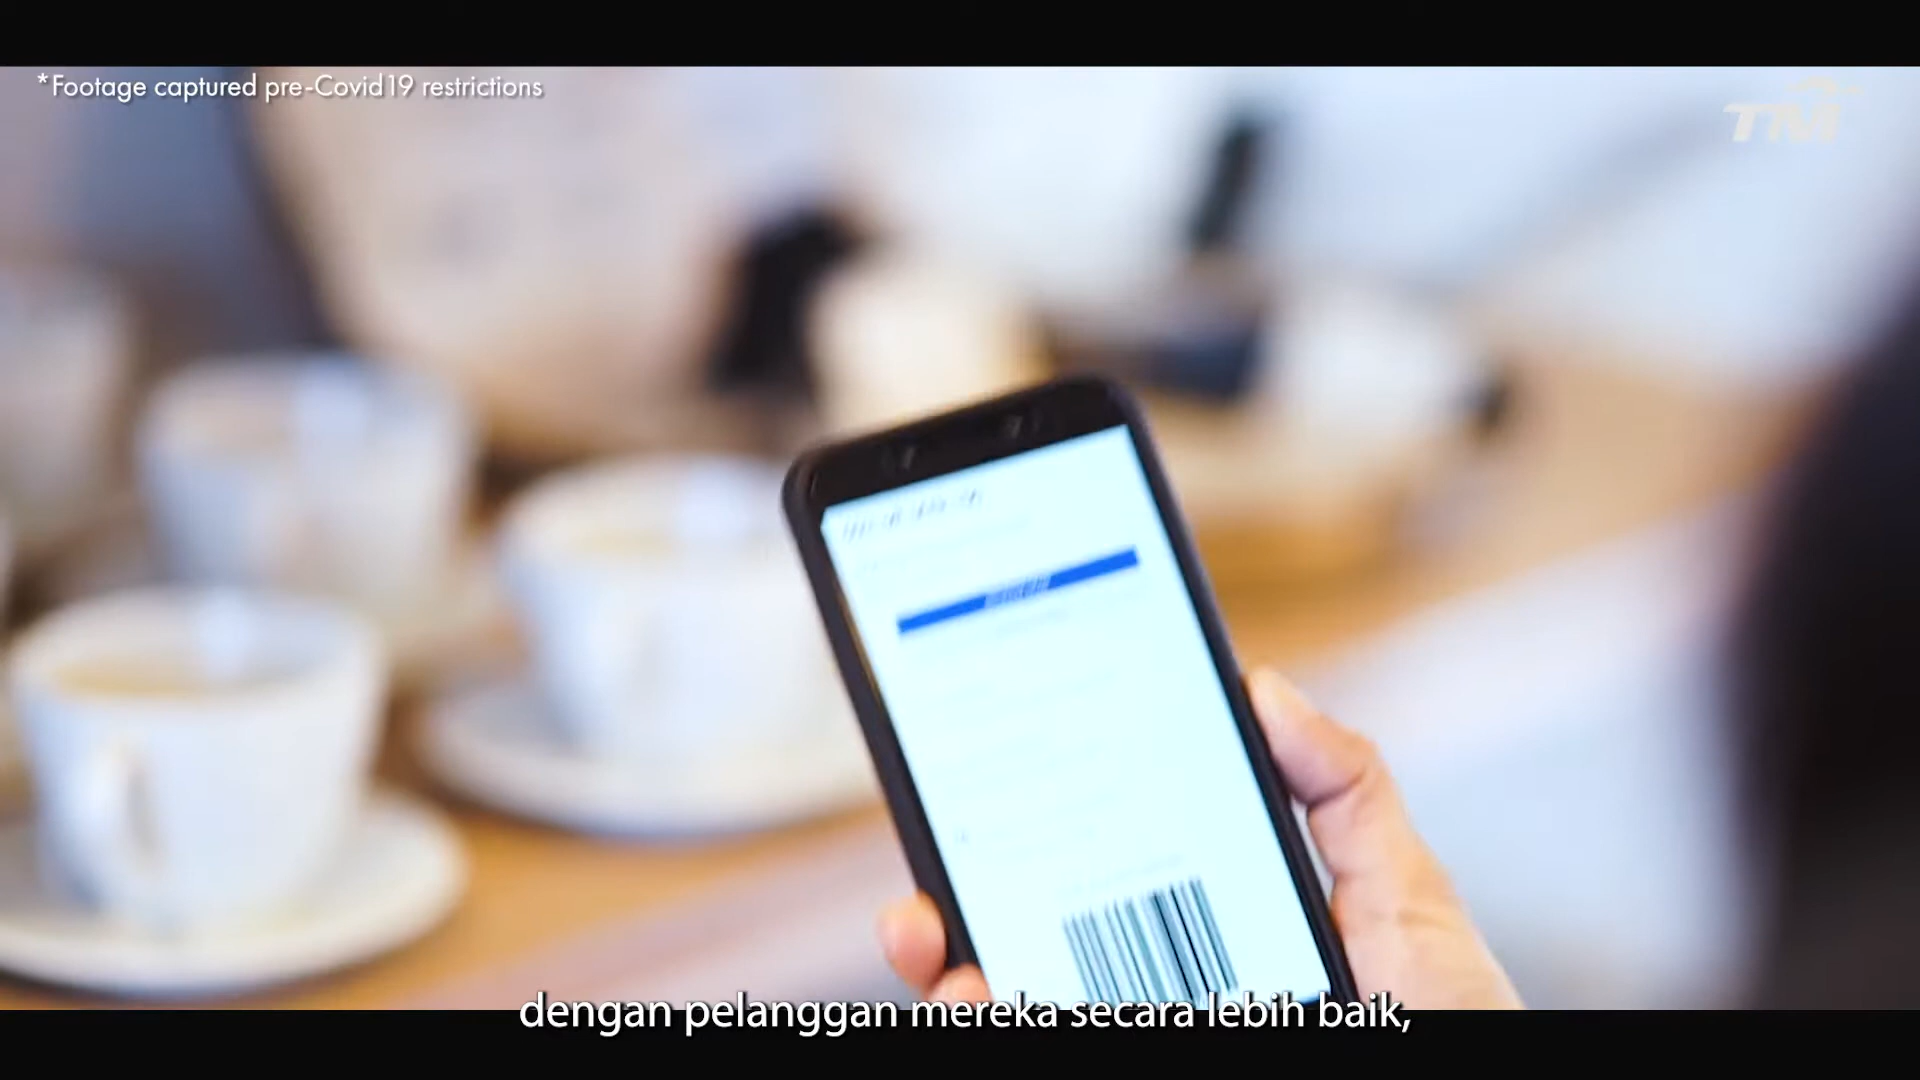 *Footage captured pre-Covid19 restrictions
TM
dengan pelanggan mereka secara lebih baik,